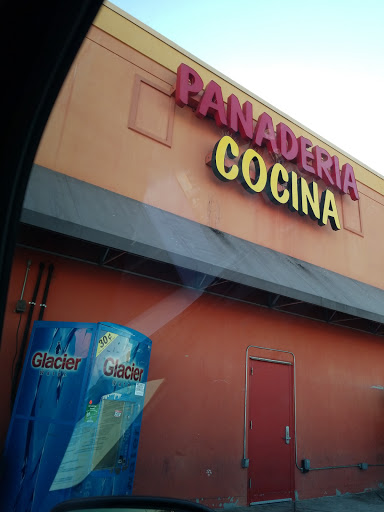 PANADERIA
COCINA
30¢
Glacier
Glacier